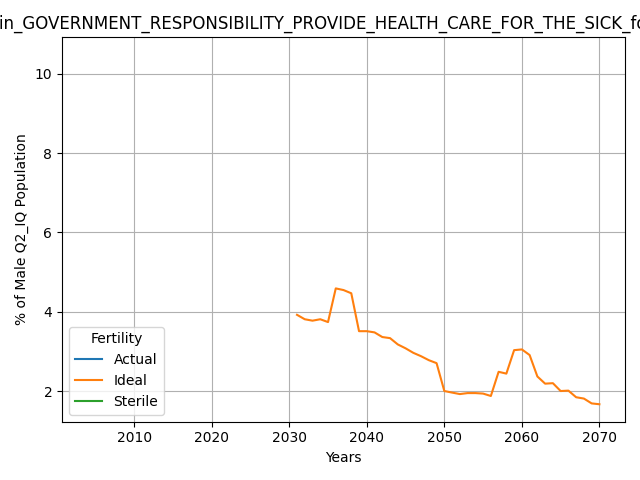 in_GOVERNMENT_RESPONSIBILITY_PROVIDE_HEALTH_CARE_FOR_THE_SICK_fo
% of Male Q2_IQ Population
10
8
6
4
2
Fertility
Actual
Ideal
Sterile
2010 2020 2030 2040 2050 2060 2070
Years